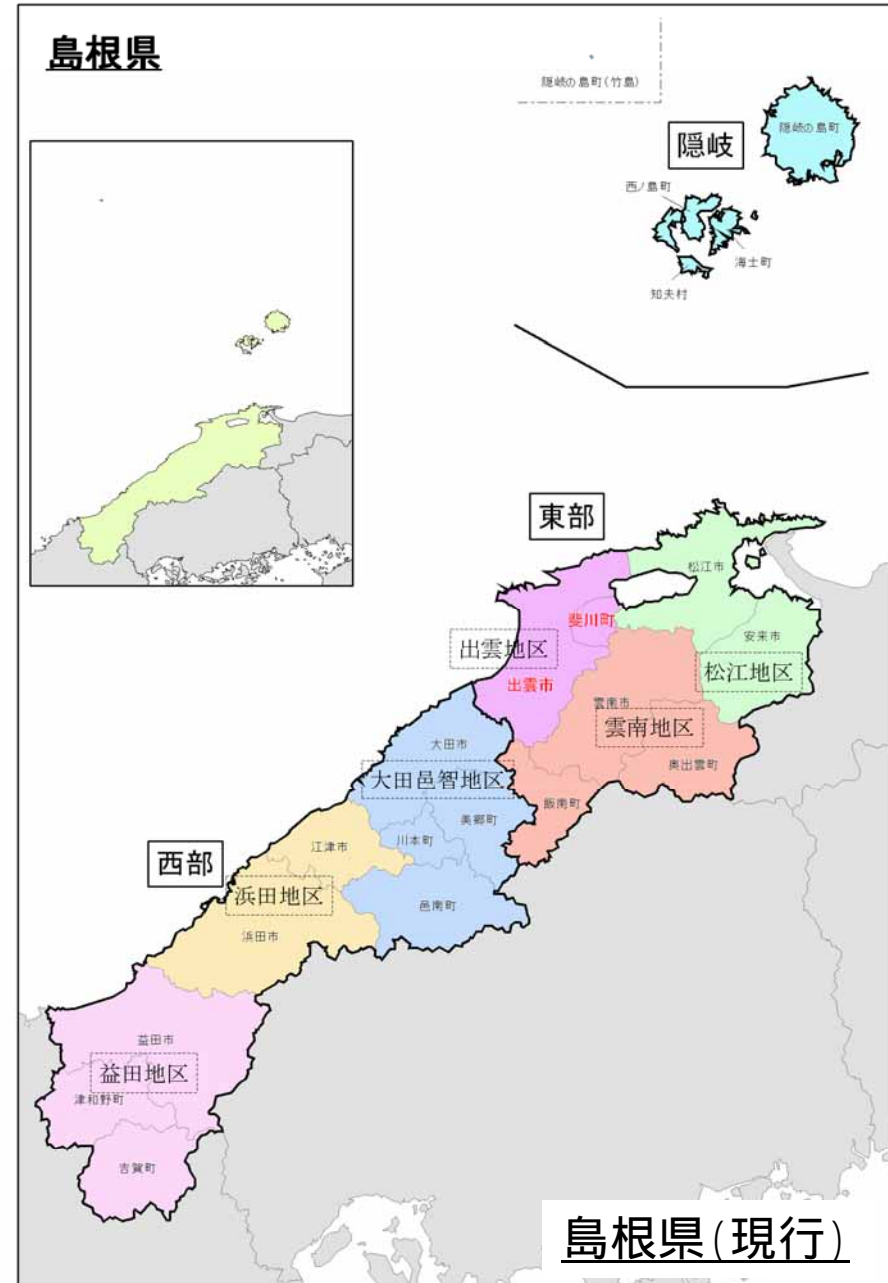 島根県
隠岐の島町(竹島)
隠岐
隠岐の島町
西ノ島町
海士町
知夫村
東部
松江市
斐川町
安来市
出雲地区
松江地区
出雲市
雲南市
雲南地区
大田市
奥出雲町
大田邑智地区
飯南町
美郷町
川本町
江津市
西部
浜田地区
邑南町
浜田市
益田市
益田地区
津和野町
吉賀町
島根県(現行)